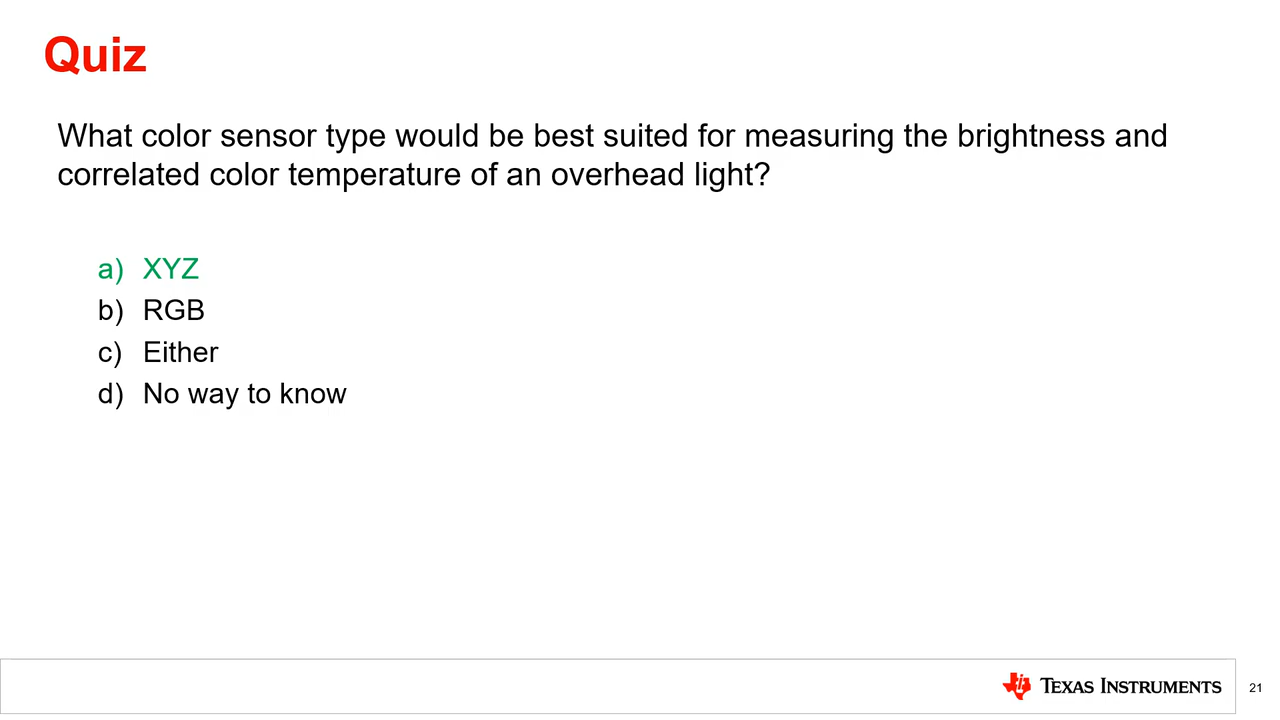 Quiz
What color sensor type would be best suited for measuring the brightness and
correlated color temperature of an overhead light?
a) XYZ
b) RGB
c) Either
d) No way to know
TEXAS INSTRUMENTS
21